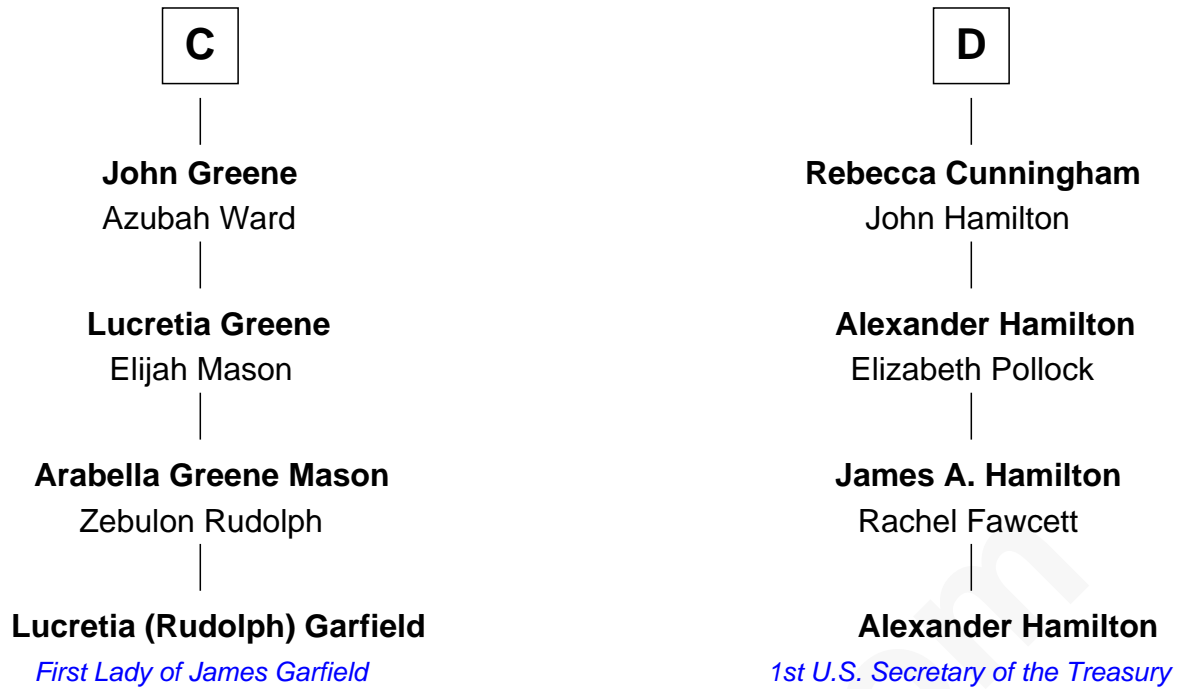 C
John Greene
Azubah Ward
Lucretia Greene
Elijah Mason
Arabella Greene Mason
Zebulon Rudolph
Lucretia (Rudolph) Garfield
First Lady of James Garfield
D
Rebecca Cunningham
John Hamilton
Alexander Hamilton
Elizabeth Pollock
James A. Hamilton
Rachel Fawcett
Alexander Hamilton
1st U.S. Secretary of the Treasury